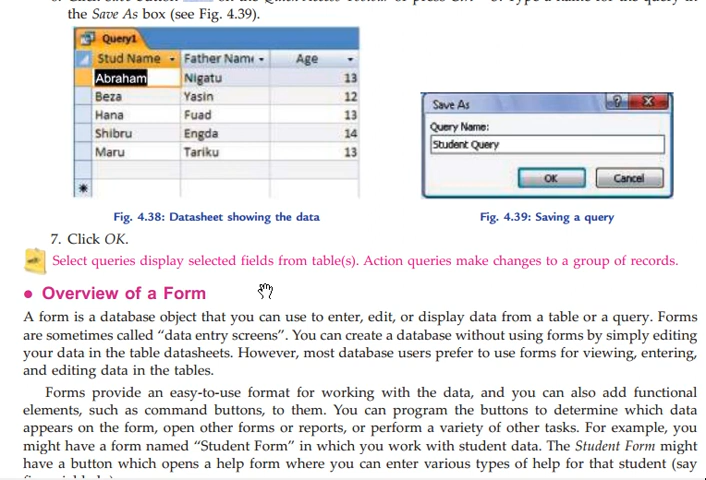 the Save As box (see Fig. 4.39).
Query1
Stud Name Father Name Age
Abraham Nigatu 13
Beza Yasin 12
Hana Fuad 13
Shibru Engda 14
Maru Tariku 13
Save As
Query Name:
Student Query
OK Cancel
Fig. 4.38: Datasheet showing the data
Fig. 4.39: Saving a query
7. Click OK.
Select queries display selected fields from table(s). Action queries make changes to a group of records.
• Overview of a Form
A form is a database object that you can use to enter, edit, or display data from a table or a query. Forms
are sometimes called “data entry screens”. You can create a database without using forms by simply editing
your data in the table datasheets. However, most database users prefer to use forms for viewing, entering,
and editing data in the tables.
Forms provide an easy-to-use format for working with the data, and you can also add functional
elements, such as command buttons, to them. You can program the buttons to determine which data
appears on the form, open other forms or reports, or perform a variety of other tasks. For example, you
might have a form named “Student Form” in which you work with student data. The Student Form might
have a button which opens a help form where you can enter various types of help for that student (say